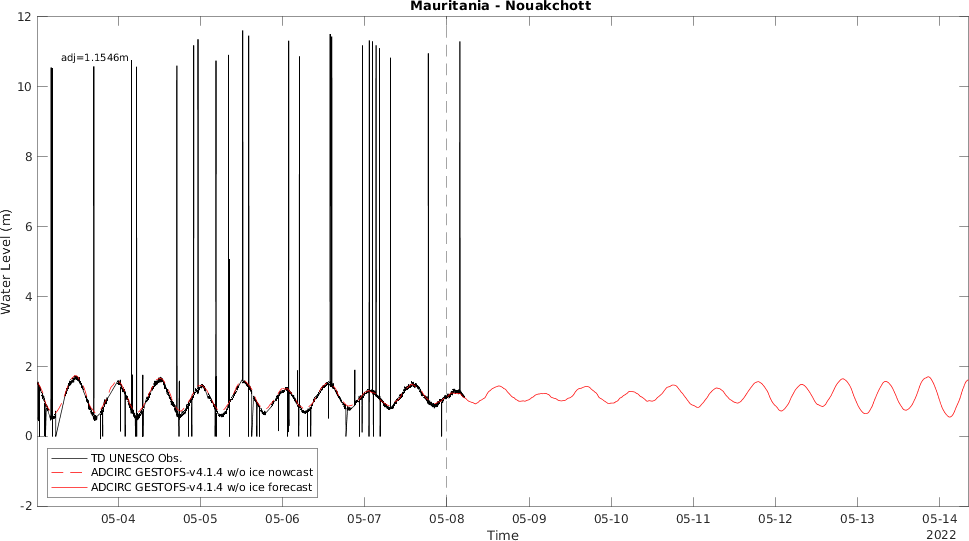 Mauritania - Nouakchott
12
10
8
6
4
2
0
-2
Water Level (m)
adj=1.1546m
TD UNESCO Obs.
ADCIRC GESTOFS-v4.1.4 w/o ice nowcast
ADCIRC GESTOFS-v4.1.4 w/o ice forecast
05-04 05-05 05-06 05-07 05-08 05-09 05-10 05-11 05-12 05-13 05-14
Time 2022